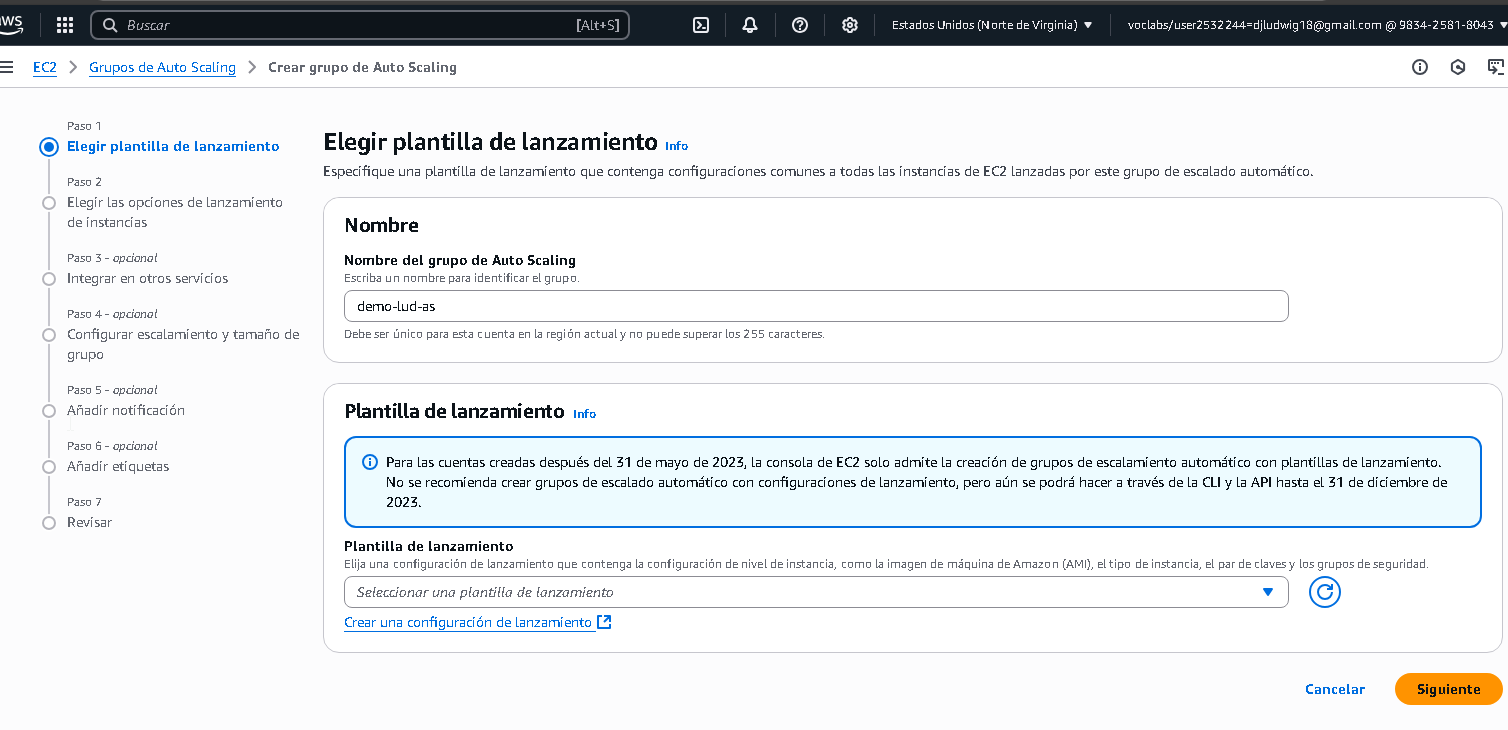 aws
Buscar
[Alt+S]
Estados Unidos (Norte de Virginia)
voclabs/user2532244=djludwig18@gmail.com @ 9834-2581-8043
EC2
Grupos de Auto Scaling
Crear grupo de Auto Scaling
Paso 1
Elegir plantilla de lanzamiento
Paso 2
Elegir las opciones de lanzamiento
de instancias
Paso 3 - opcional
Integrar en otros servicios
Paso 4 - opcional
Configurar escalamiento y tamaño de
grupo
Paso 5 - opcional
Añadir notificación
Paso 6 - opcional
Añadir etiquetas
Paso 7
Revisar
Elegir plantilla de lanzamiento Info
Especifique una plantilla de lanzamiento que contenga configuraciones comunes a todas las instancias de EC2 lanzadas por este grupo de escalado automático.
Nombre
Nombre del grupo de Auto Scaling
Escriba un nombre para identificar el grupo.
demo-lud-as
Debe ser único para esta cuenta en la región actual y no puede superar los 255 caracteres.
Plantilla de lanzamiento Info
Para las cuentas creadas después del 31 de mayo de 2023, la consola de EC2 solo admite la creación de grupos de escalamiento automático con plantillas de lanzamiento.
No se recomienda crear grupos de escalado automático con configuraciones de lanzamiento, pero aún se podrá hacer a través de la CLI y la API hasta el 31 de diciembre de
2023.
Plantilla de lanzamiento
Elija una configuración de lanzamiento que contenga la configuración de nivel de instancia, como la imagen de máquina de Amazon (AMI), el tipo de instancia, el par de claves y los grupos de seguridad.
Seleccionar una plantilla de lanzamiento
Crear una configuración de lanzamiento
Cancelar
Siguiente